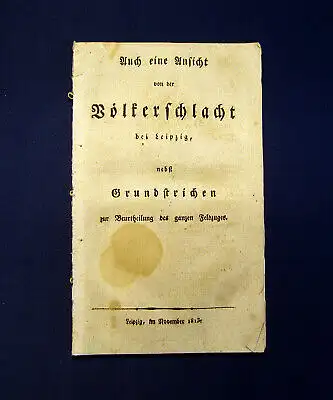 Auch eine Ansicht
von der
Völkerschlacht
bei Leipzig,
nebst
Grundstrichen
zur Beurtheilung des ganzen Feldzuges.
Leipzig, im November 1813.